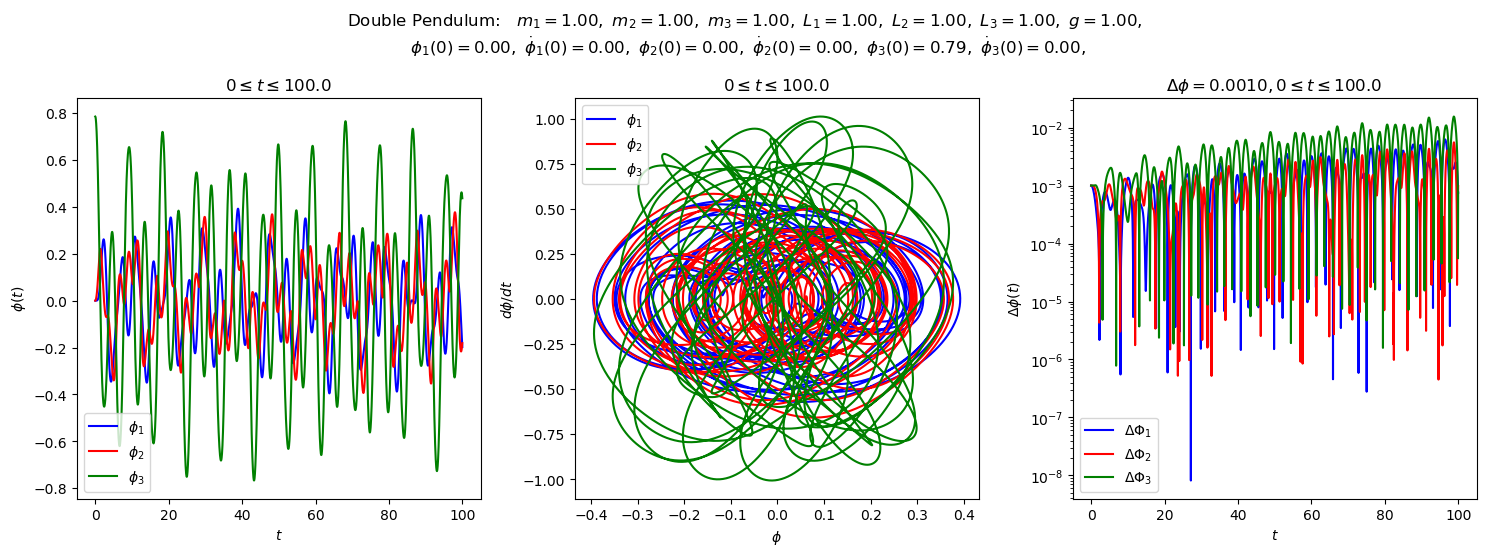 Double Pendulum: m₁ = 1.00, m₂ = 1.00, m₃ = 1.00, L₁ = 1.00, L₂ = 1.00, L₃ = 1.00, g = 1.00,
ϕ₁(0) = 0.00, ϕ̇₁(0) = 0.00, ϕ₂(0) = 0.00, ϕ̇₂(0) = 0.00, ϕ₃(0) = 0.79, ϕ̇₃(0) = 0.00,
0 ≤ t ≤ 100.0
ϕ(t)
0.8
0.6
0.4
0.2
0.0
−0.2
−0.4
−0.6
−0.8
ϕ₁
ϕ₂
ϕ₃
0 20 40 60 80 100
t
0 ≤ t ≤ 100.0
dϕ/dt
1.00
0.75
0.50
0.25
0.00
−0.25
−0.50
−0.75
−1.00
ϕ₁
ϕ₂
ϕ₃
−0.4 −0.3 −0.2 −0.1 0.0 0.1 0.2 0.3 0.4
ϕ
Δϕ = 0.0010, 0 ≤ t ≤ 100.0
Δϕ(t)
10⁻²
10⁻³
10⁻⁴
10⁻⁵
10⁻⁶
10⁻⁷
10⁻⁸
ΔΦ₁
ΔΦ₂
ΔΦ₃
0 20 40 60 80 100
t